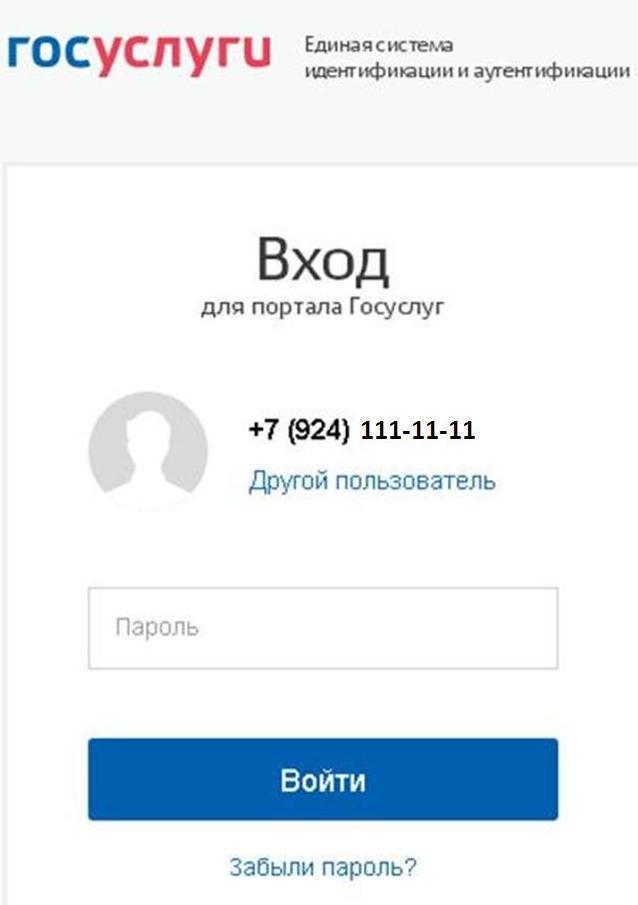 госуслуги
Единая система
идентификации и аутентификации
Вход
для портала Госуслуг
+7 (924) 111-11-11
Другой пользователь
Пароль
Войти
Забыли пароль?